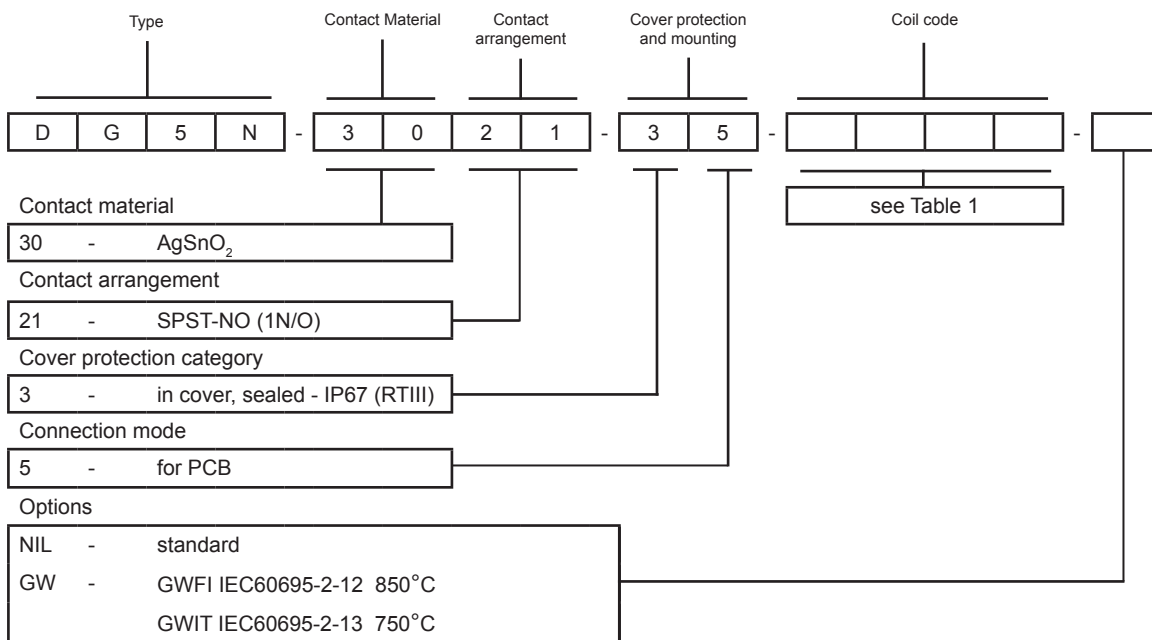 Type Contact Material Contact arrangement Cover protection and mounting Coil code
D G 5 N - 3 0 2 1 - 3 5 - -
see Table 1
Contact material
30 - AgSnO₂
Contact arrangement
21 - SPST-NO (1N/O)
Cover protection category
3 - in cover, sealed - IP67 (RTIII)
Connection mode
5 - for PCB
Options
NIL - standard
GW - GWFI IEC60695-2-12 850°C
GWIT IEC60695-2-13 750°C